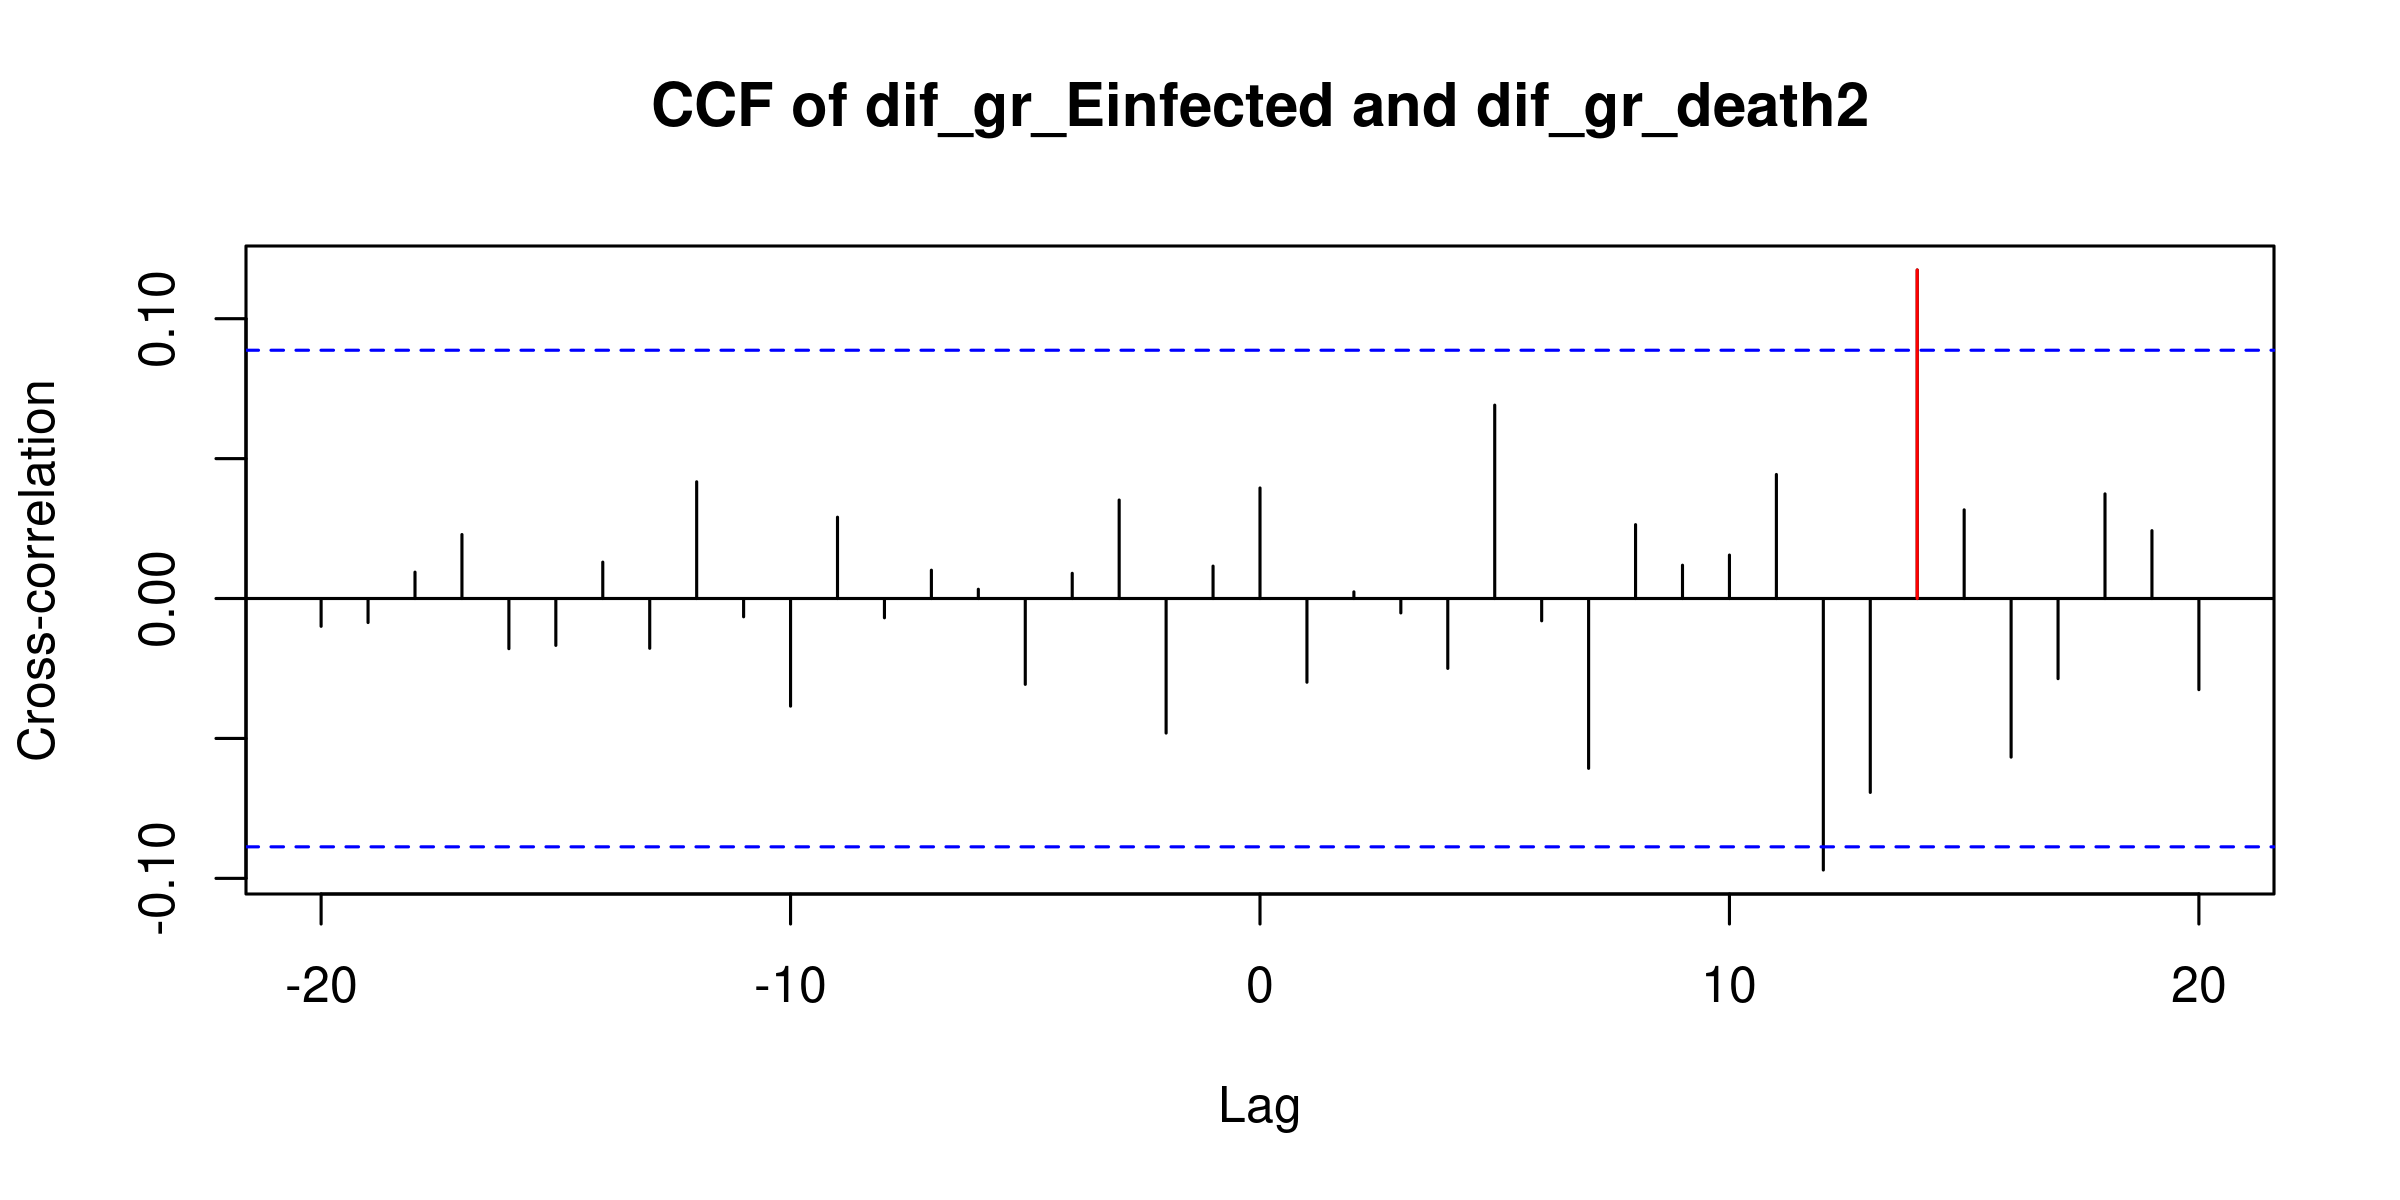 CCF of dif_gr_Einfected and dif_gr_death2
Cross-correlation
0.10
0.00
-0.10
-20
-10
0
10
20
Lag